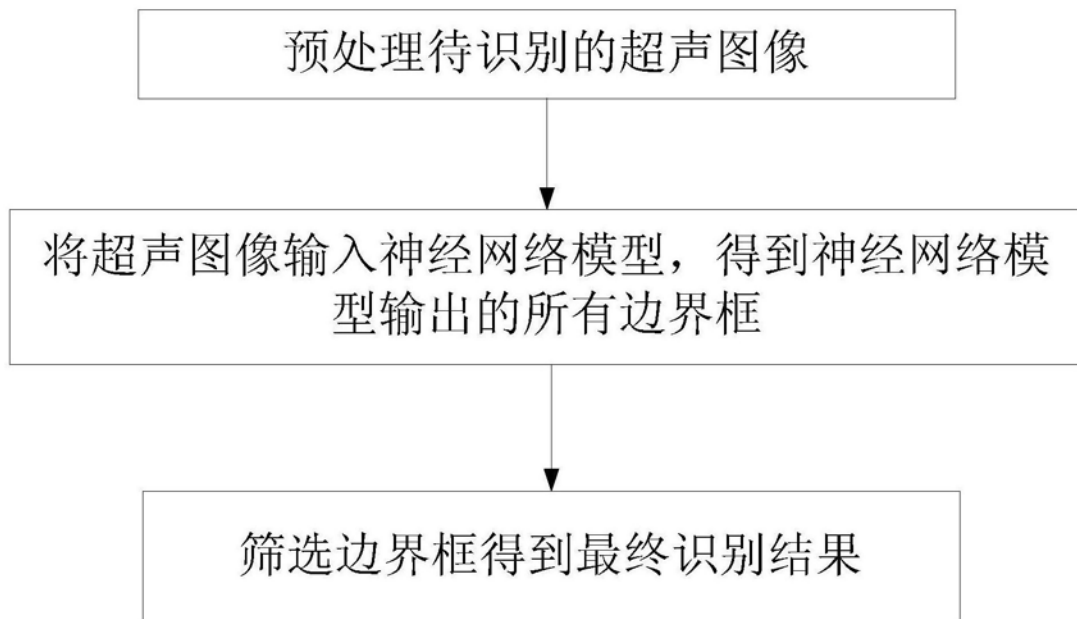 预处理待识别的超声图像
将超声图像输入神经网络模型，得到神经网络模
型输出的所有边界框
筛选边界框得到最终识别结果